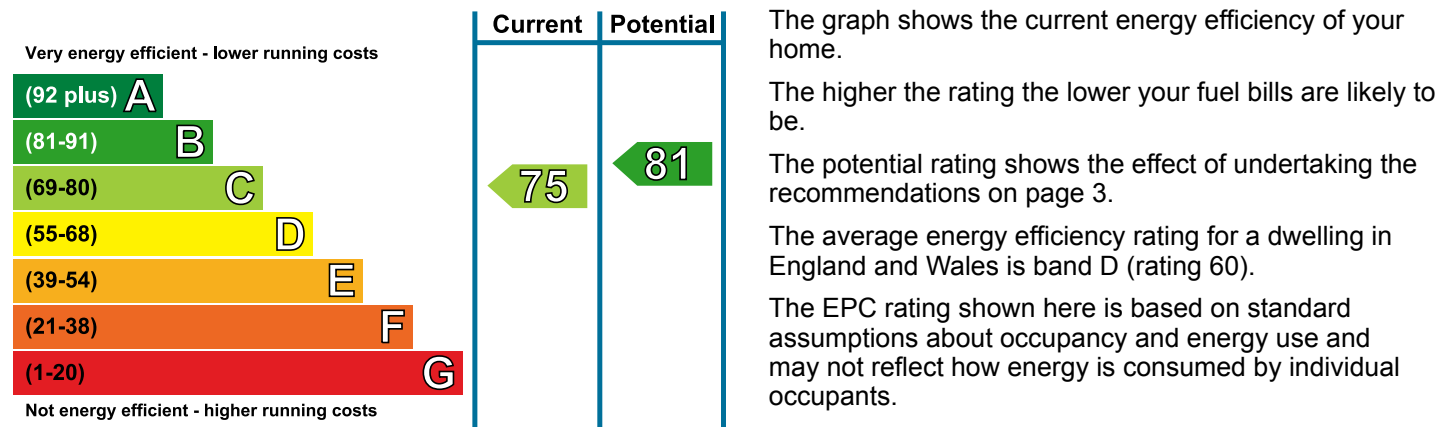 Current Potential
Very energy efficient - lower running costs
(92 plus) A
(81-91) B
(69-80) C
(55-68) D
(39-54) E
(21-38) F
(1-20) G
Not energy efficient - higher running costs
75
81
The graph shows the current energy efficiency of your
home.
The higher the rating the lower your fuel bills are likely to
be.
The potential rating shows the effect of undertaking the
recommendations on page 3.
The average energy efficiency rating for a dwelling in
England and Wales is band D (rating 60).
The EPC rating shown here is based on standard
assumptions about occupancy and energy use and
may not reflect how energy is consumed by individual
occupants.